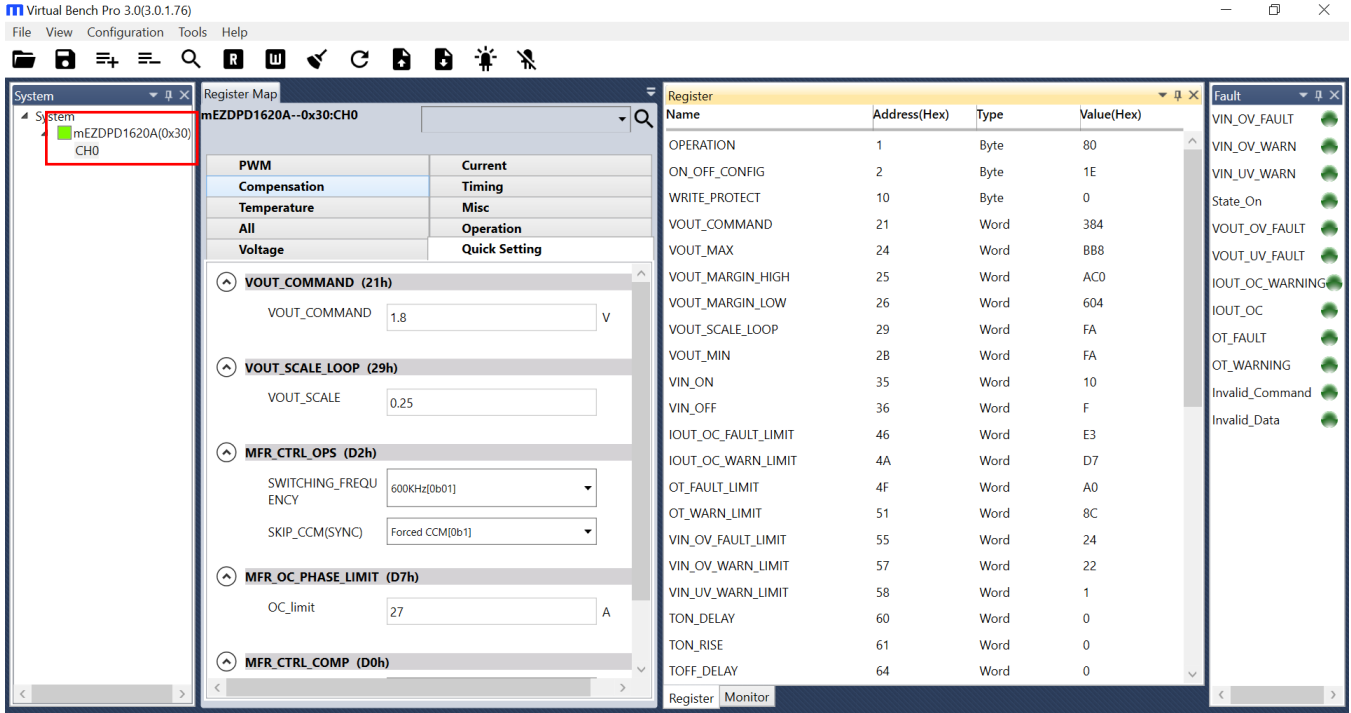 Virtual Bench Pro 3.0(3.0.1.76)
File View Configuration Tools Help
R W
System
System
mEZDPD1620A(0x30)
CH0
Register Map
mEZDPD1620A--0x30:CH0
PWM Current
Compensation Timing
Temperature Misc
All Operation
Voltage Quick Setting
VOUT_COMMAND (21h)
VOUT_COMMAND 1.8 V
VOUT_SCALE_LOOP (29h)
VOUT_SCALE 0.25
MFR_CTRL_OPS (D2h)
SWITCHING_FREQU
ENCY
600KHz[0b01]
SKIP_CCM(SYNC) Forced CCM[0b1]
MFR_OC_PHASE_LIMIT (D7h)
OC_limit 27 A
MFR_CTRL_COMP (D0h)
Register
Name Address(Hex) Type Value(Hex)
OPERATION 1 Byte 80
ON_OFF_CONFIG 2 Byte 1E
WRITE_PROTECT 10 Byte 0
VOUT_COMMAND 21 Word 384
VOUT_MAX 24 Word BB8
VOUT_MARGIN_HIGH 25 Word AC0
VOUT_MARGIN_LOW 26 Word 604
VOUT_SCALE_LOOP 29 Word FA
VOUT_MIN 2B Word FA
VIN_ON 35 Word 10
VIN_OFF 36 Word F
IOUT_OC_FAULT_LIMIT 46 Word E3
IOUT_OC_WARN_LIMIT 4A Word D7
OT_FAULT_LIMIT 4F Word A0
OT_WARN_LIMIT 51 Word 8C
VIN_OV_FAULT_LIMIT 55 Word 24
VIN_OV_WARN_LIMIT 57 Word 22
VIN_UV_WARN_LIMIT 58 Word 1
TON_DELAY 60 Word 0
TON_RISE 61 Word 0
TOFF_DELAY 64 Word 0
Register Monitor
Fault
VIN_OV_FAULT
VIN_OV_WARN
VIN_UV_WARN
State_On
VOUT_OV_FAULT
VOUT_UV_FAULT
IOUT_OC_WARNING
IOUT_OC
OT_FAULT
OT_WARNING
Invalid_Command
Invalid_Data